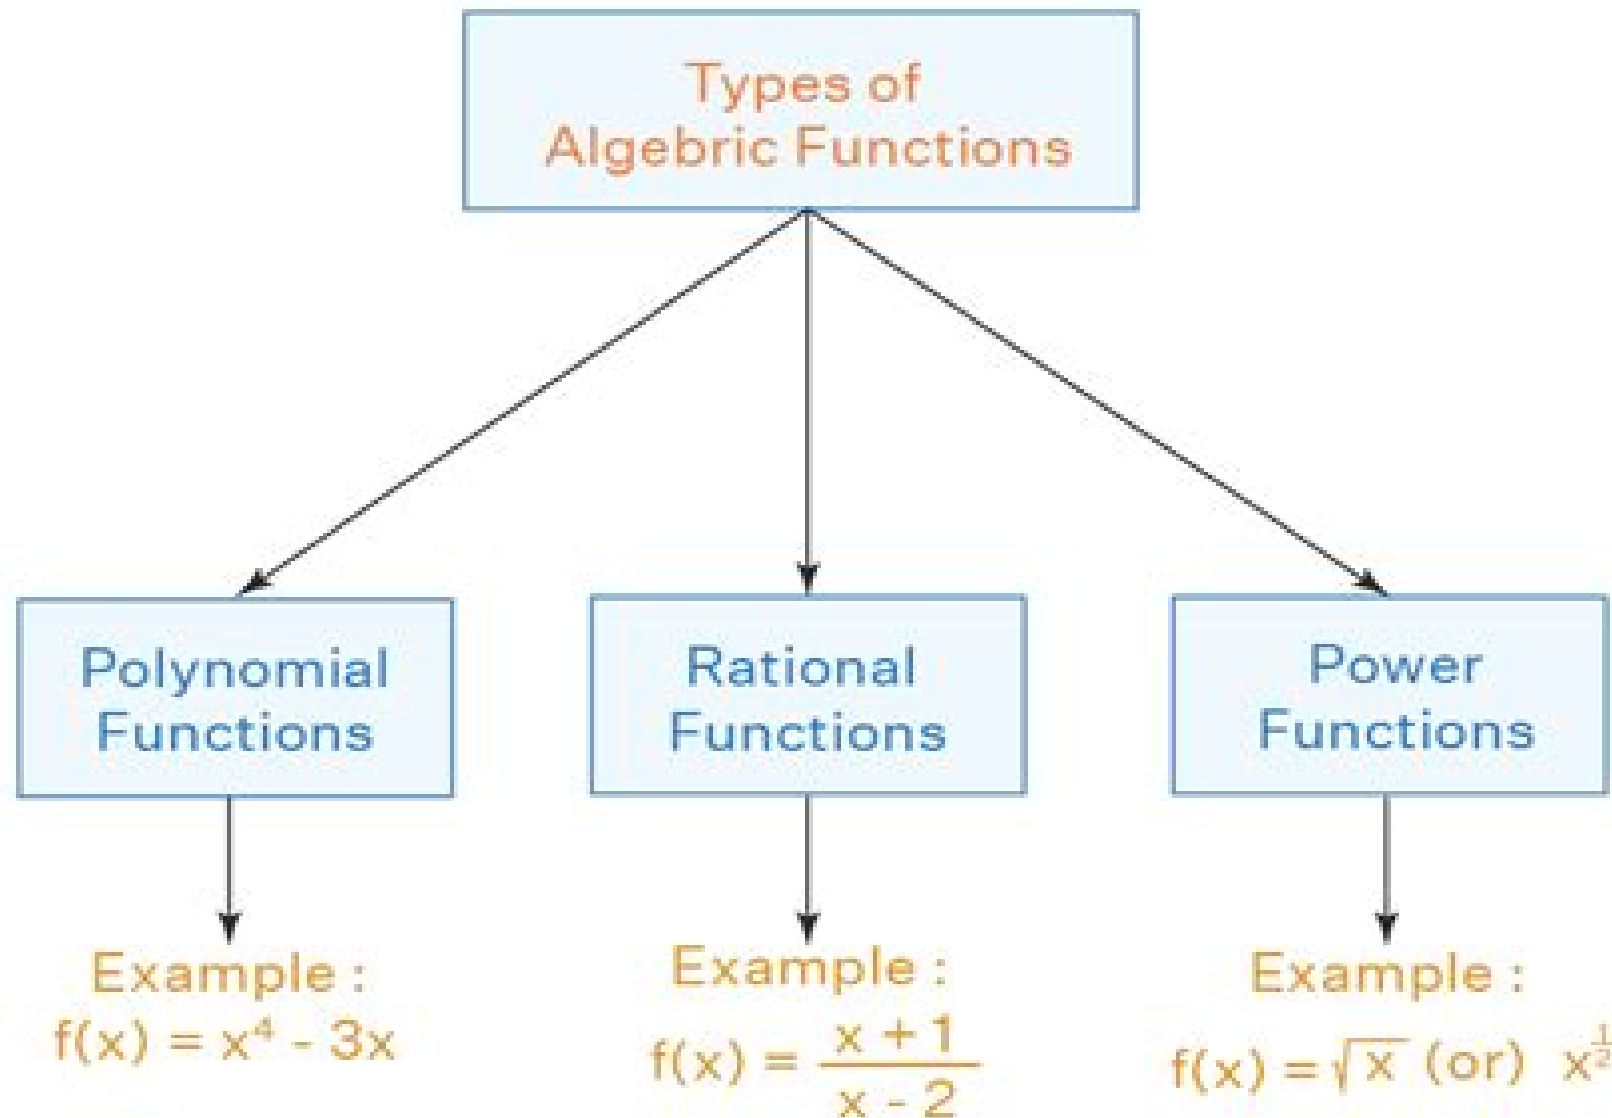 Types of
Algebric Functions
Polynomial
Functions
Rational
Functions
Power
Functions
Example :
f(x) = x⁴ - 3x
Example :
f(x) = (x + 1)/(x - 2)
Example :
f(x) = √x (or) x^(1/2)